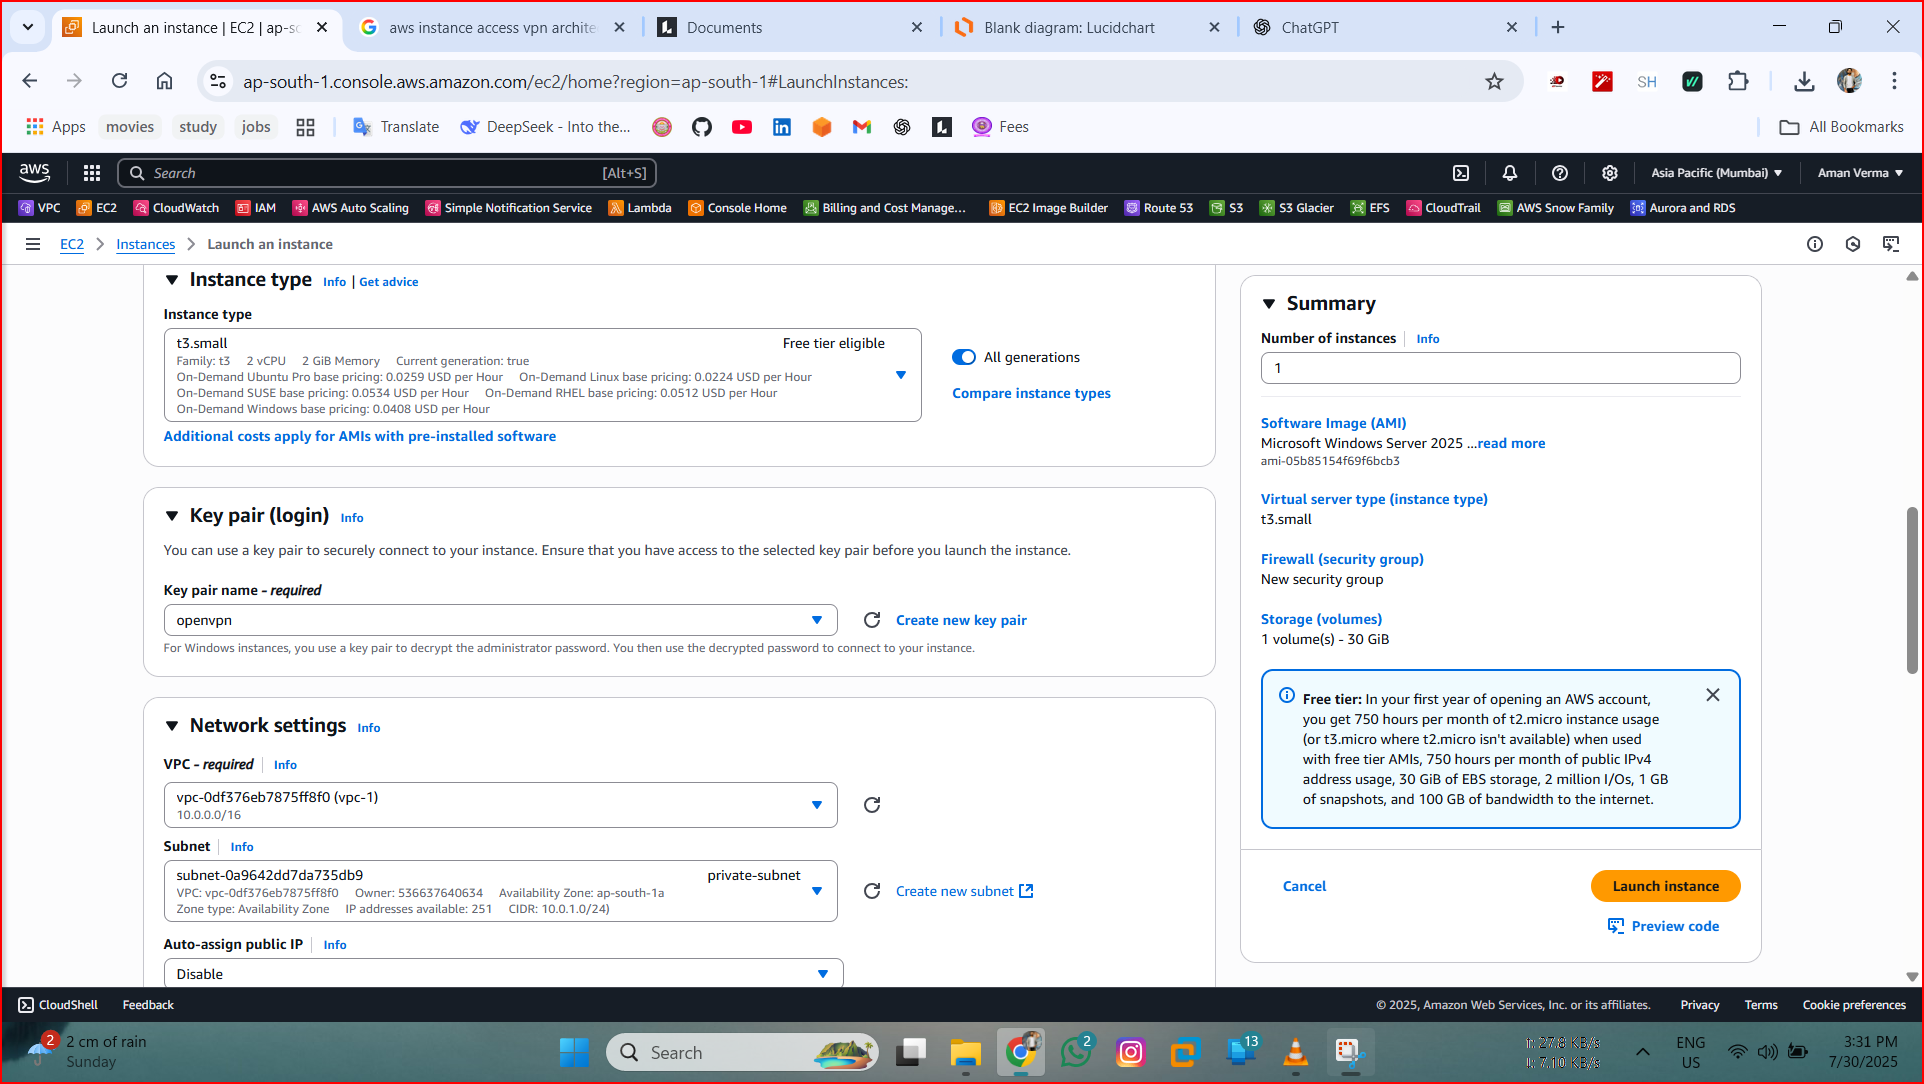 Launch an instance | EC2 | ap-so
aws instance access vpn archite
Documents
Blank diagram: Lucidchart
ChatGPT
ap-south-1.console.aws.amazon.com/ec2/home?region=ap-south-1#LaunchInstances:
SH
Apps
movies
study
jobs
Translate
DeepSeek - Into the...
Fees
All Bookmarks
aws
Search
[Alt+S]
Asia Pacific (Mumbai)
Aman Verma
VPC
EC2
CloudWatch
IAM
AWS Auto Scaling
Simple Notification Service
Lambda
Console Home
Billing and Cost Manage...
EC2 Image Builder
Route 53
S3
S3 Glacier
EFS
CloudTrail
AWS Snow Family
Aurora and RDS
EC2
Instances
Launch an instance
Instance type
Info | Get advice
Instance type
t3.small
Free tier eligible
Family: t3 2 vCPU 2 GiB Memory Current generation: true
On-Demand Ubuntu Pro base pricing: 0.0259 USD per Hour On-Demand Linux base pricing: 0.0224 USD per Hour
On-Demand SUSE base pricing: 0.0534 USD per Hour On-Demand RHEL base pricing: 0.0512 USD per Hour
On-Demand Windows base pricing: 0.0408 USD per Hour
All generations
Compare instance types
Additional costs apply for AMIs with pre-installed software
Key pair (login)
Info
You can use a key pair to securely connect to your instance. Ensure that you have access to the selected key pair before you launch the instance.
Key pair name - required
openvpn
Create new key pair
For Windows instances, you use a key pair to decrypt the administrator password. You then use the decrypted password to connect to your instance.
Network settings
Info
VPC - required
Info
vpc-0df376eb7875ff8f0 (vpc-1)
10.0.0.0/16
Subnet
Info
subnet-0a9642dd7da735db9
private-subnet
VPC: vpc-0df376eb7875ff8f0 Owner: 536637640634 Availability Zone: ap-south-1a
Zone type: Availability Zone IP addresses available: 251 CIDR: 10.0.1.0/24)
Create new subnet
Auto-assign public IP
Info
Disable
Summary
Number of instances
Info
1
Software Image (AMI)
Microsoft Windows Server 2025 ...read more
ami-05b85154f69f6bcb3
Virtual server type (instance type)
t3.small
Firewall (security group)
New security group
Storage (volumes)
1 volume(s) - 30 GiB
Free tier: In your first year of opening an AWS account,
you get 750 hours per month of t2.micro instance usage
(or t3.micro where t2.micro isn't available) when used
with free tier AMIs, 750 hours per month of public IPv4
address usage, 30 GiB of EBS storage, 2 million I/Os, 1 GB
of snapshots, and 100 GB of bandwidth to the internet.
Cancel
Launch instance
Preview code
CloudShell
Feedback
© 2025, Amazon Web Services, Inc. or its affiliates.
Privacy
Terms
Cookie preferences
2
2 cm of rain
Sunday
Search
2
13
27.8 KB/s
7.10 KB/s
ENG
US
3:31 PM
7/30/2025